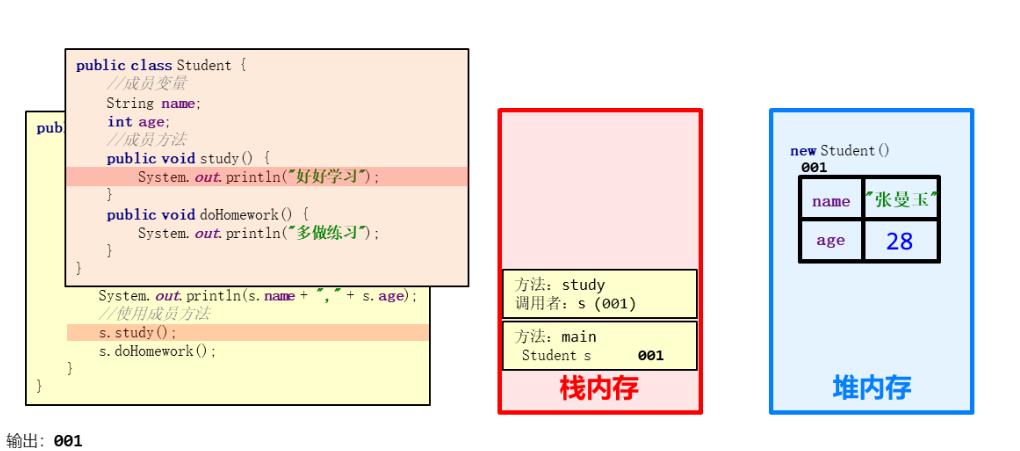 public class Student {
//成员变量
String name;
int age;
//成员方法
public void study() {
System.out.println("好好学习");
}
public void doHomework() {
System.out.println("多做练习");
}
}
pub
System.out.println(s.name + "," + s.age);
//使用成员方法
s.study();
s.doHomework();
}
}
方法: study
调用者: s (001)
方法: main
Student s 001
栈内存
new Student()
001
name "张曼玉"
age 28
堆内存
输出: 001